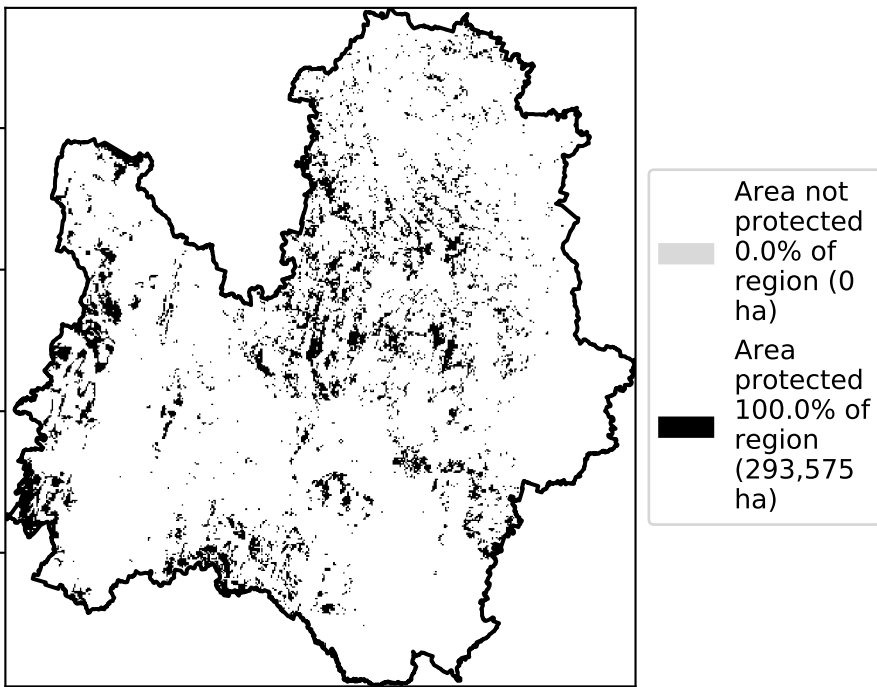 Area not
protected
0.0% of
region (0
ha)
Area
protected
100.0% of
region
(293,575
ha)